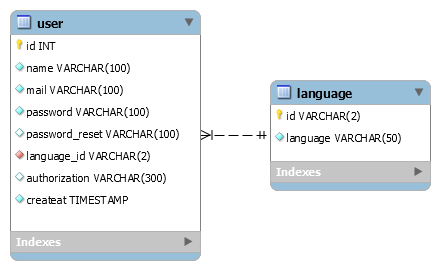 user
id INT
name VARCHAR(100)
mail VARCHAR(100)
password VARCHAR(100)
password_reset VARCHAR(100)
language_id VARCHAR(2)
authorization VARCHAR(300)
createat TIMESTAMP
Indexes
language
id VARCHAR(2)
language VARCHAR(50)
Indexes